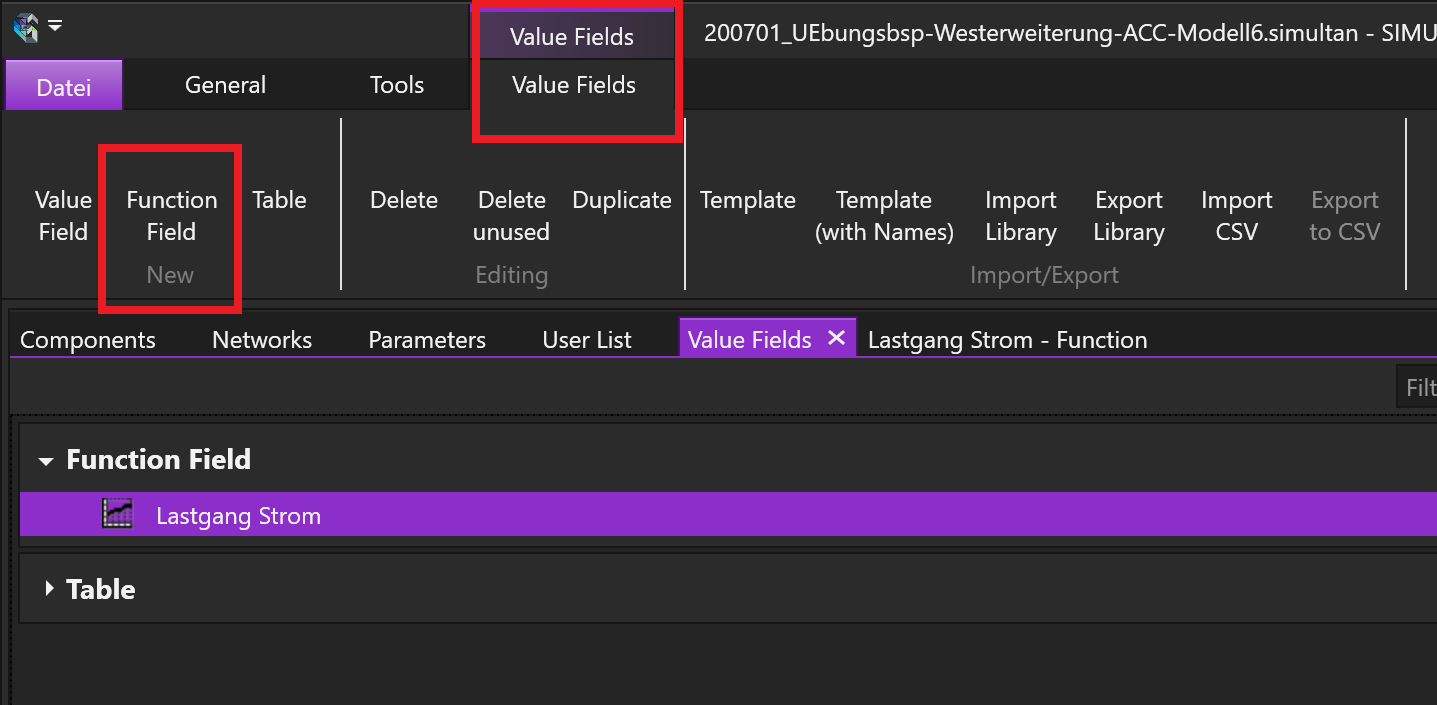 Value Fields
200701_UEbungsbsp-Westerweiterung-ACC-Modell6.simultan - SIMU
Datei
General
Tools
Value Fields
Value
Field
Function
Field
Table
New
Delete
Delete
unused
Duplicate
Editing
Template
Template
(with Names)
Import
Library
Export
Library
Import
CSV
Export
to CSV
Import/Export
Components
Networks
Parameters
User List
Value Fields
Lastgang Strom - Function
Filt
Function Field
Lastgang Strom
Table